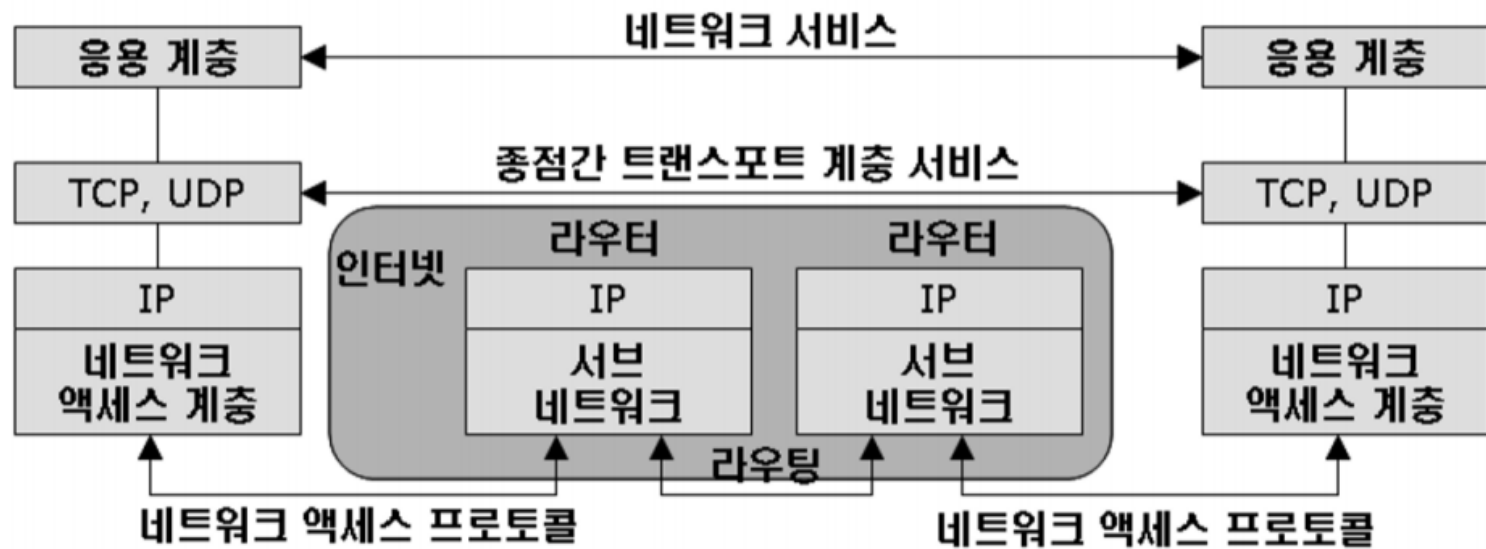 네트워크 서비스
응용 계층
응용 계층
종점간 트랜스포트 계층 서비스
TCP, UDP
TCP, UDP
인터넷
라우터
라우터
IP
네트워크
액세스 계층
IP
서브
네트워크
IP
서브
네트워크
IP
네트워크
액세스 계층
라우팅
네트워크 액세스 프로토콜
네트워크 액세스 프로토콜